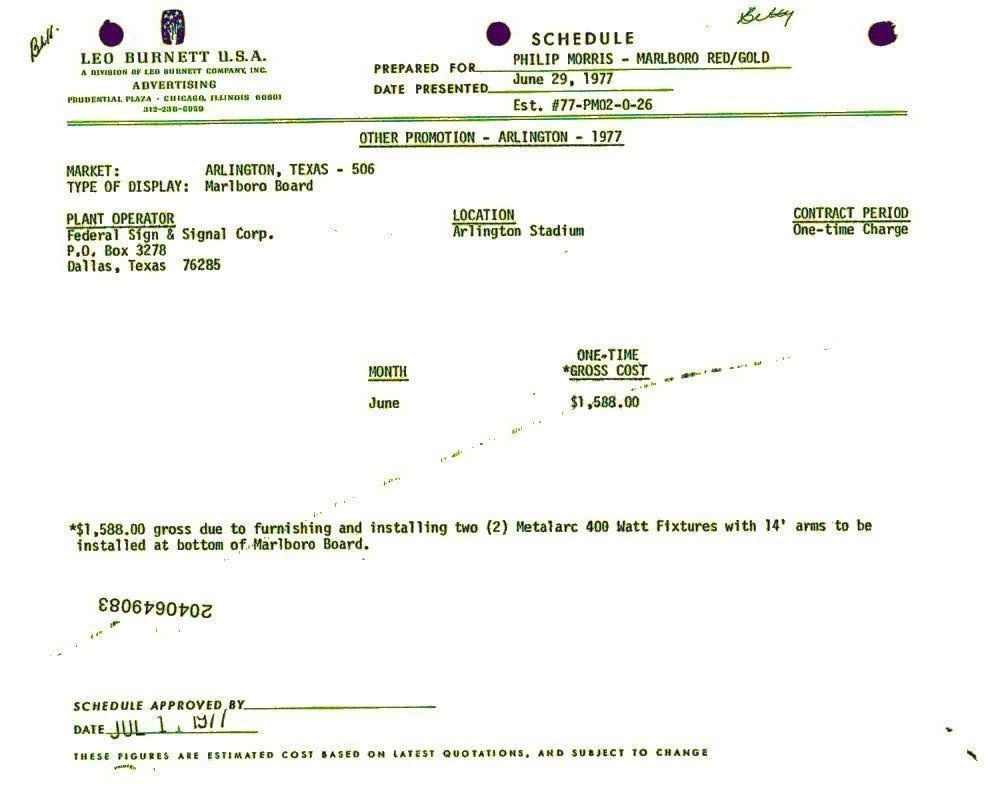 Bill.
Betty
LEO BURNETT U.S.A.
A DIVISION OF LEO BURNETT COMPANY, INC.
ADVERTISING
PRUDENTIAL PLAZA - CHICAGO, ILLINOIS 60601
312-236-5959
SCHEDULE
PREPARED FOR PHILIP MORRIS - MARLBORO RED/GOLD
DATE PRESENTED June 29, 1977
Est. #77-PM02-0-26
OTHER PROMOTION - ARLINGTON - 1977
MARKET: ARLINGTON, TEXAS - 506
TYPE OF DISPLAY: Marlboro Board
PLANT OPERATOR LOCATION CONTRACT PERIOD
Federal Sign & Signal Corp. Arlington Stadium One-time Charge
P.O. Box 3278
Dallas, Texas 76285
ONE-TIME
MONTH *GROSS COST
June $1,588.00
*$1,588.00 gross due to furnishing and installing two (2) Metalarc 400 Watt Fixtures with 14' arms to be
installed at bottom of Marlboro Board.
2040649083
SCHEDULE APPROVED BY
DATE JUL 1, 1977
THESE FIGURES ARE ESTIMATED COST BASED ON LATEST QUOTATIONS, AND SUBJECT TO CHANGE